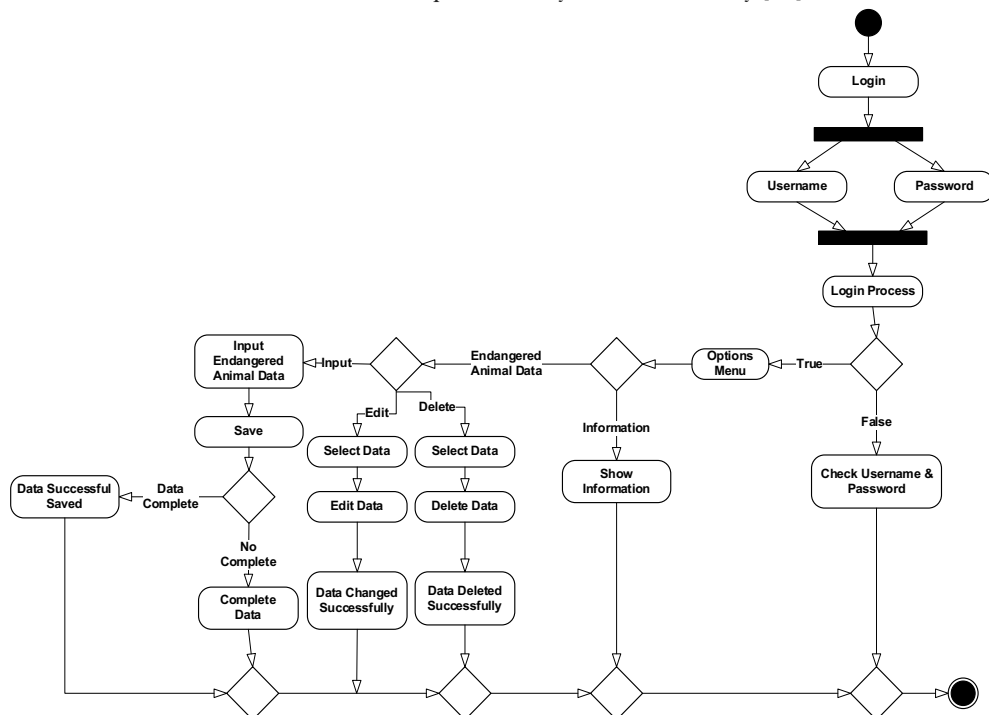 Login
Username
Password
Login Process
Input
Endangered
Animal Data
Input
Endangered
Animal Data
Options
Menu
True
Edit
Delete
Information
False
Save
Select Data
Select Data
Show
Information
Check Username &
Password
Data Successful
Saved
Data
Complete
Edit Data
Delete Data
No
Complete
Complete
Data
Data Changed
Successfully
Data Deleted
Successfully